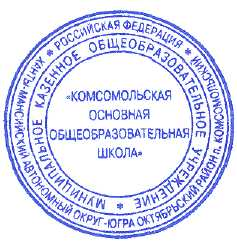 * РОССИЙСКАЯ ФЕДЕРАЦИЯ * ХАНТЫ-МАНСИЙСКИЙ АВТОНОМНЫЙ ОКРУГ-ЮГРА ОКТЯБРЬСКИЙ РАЙОН п. КОМСОМОЛЬСКИЙ
* МУНИЦИПАЛЬНОЕ КАЗЕННОЕ ОБЩЕОБРАЗОВАТЕЛЬНОЕ УЧРЕЖДЕНИЕ
«КОМСОМОЛЬСКАЯ
ОСНОВНАЯ
ОБЩЕОБРАЗОВАТЕЛЬНАЯ
ШКОЛА»